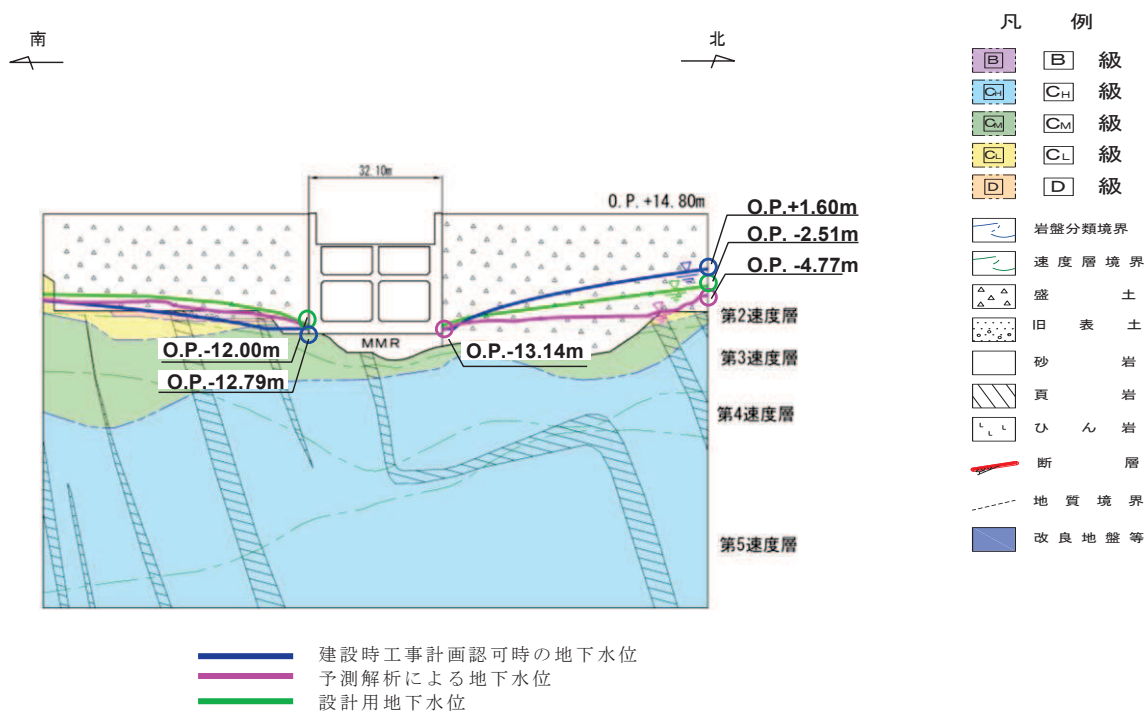 南
北
32.10m
O.P.+14.80m
O.P.+1.60m
O.P. -2.51m
O.P. -4.77m
第2速度層
MMR
O.P.-12.00m
O.P.-13.14m
第3速度層
O.P.-12.79m
第4速度層
第5速度層
建設時工事計画認可時の地下水位
予測解析による地下水位
設計用地下水位
凡 例
B B 級
CH CH 級
CM CM 級
CL CL 級
D D 級
岩盤分類境界
速度層境界
盛 土
旧 表 土
砂 岩
頁 岩
ひ ん 岩
断 層
地 質 境 界
改 良 地 盤 等